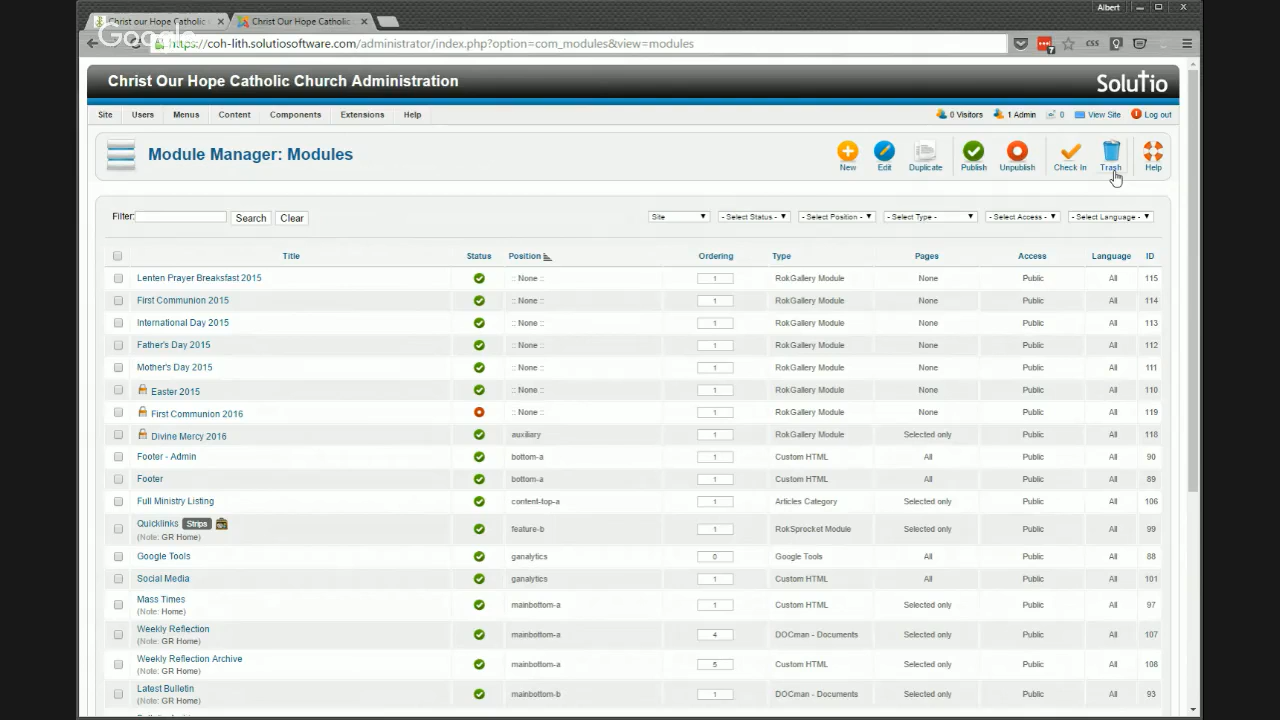 Albert
Christ our Hope Catholic
Christ Our Hope Catholic
Google
https://coh-lith.solutiosoftware.com/administrator/index.php?option=com_modules&view=modules
CSS
7
Christ Our Hope Catholic Church Administration
Solutio
Site Users Menus Content Components Extensions Help
0 Visitors 1 Admin 0 View Site Log out
Module Manager: Modules
New Edit Duplicate Publish Unpublish Check In Trash Help
Filter: Search Clear Site - Select Status - - Select Position - - Select Type - - Select Access - - Select Language -
Title Status Position Ordering Type Pages Access Language ID
Lenten Prayer Breaksfast 2015 :: None :: 1 RokGallery Module None Public All 115
First Communion 2015 :: None :: 1 RokGallery Module None Public All 114
International Day 2015 :: None :: 1 RokGallery Module None Public All 113
Father's Day 2015 :: None :: 1 RokGallery Module None Public All 112
Mother's Day 2015 :: None :: 1 RokGallery Module None Public All 111
Easter 2015 :: None :: 1 RokGallery Module None Public All 110
First Communion 2016 :: None :: 1 RokGallery Module None Public All 119
Divine Mercy 2016 auxiliary 1 RokGallery Module Selected only Public All 118
Footer - Admin bottom-a 1 Custom HTML All Public All 90
Footer bottom-a 1 Custom HTML All Public All 89
Full Ministry Listing content-top-a 1 Articles Category Selected only Public All 106
Quicklinks Strips feature-b 1 RokSprocket Module Selected only Public All 99
(Note: GR Home)
Google Tools ganalytics 0 Google Tools All Public All 88
Social Media ganalytics 1 Custom HTML All Public All 101
Mass Times mainbottom-a 1 Custom HTML Selected only Public All 97
(Note: Home)
Weekly Reflection mainbottom-a 4 DOCman - Documents Selected only Public All 107
(Note: GR Home)
Weekly Reflection Archive mainbottom-a 5 Custom HTML Selected only Public All 108
(Note: GR Home)
Latest Bulletin mainbottom-b 1 DOCman - Documents Selected only Public All 93
(Note: GR Home)